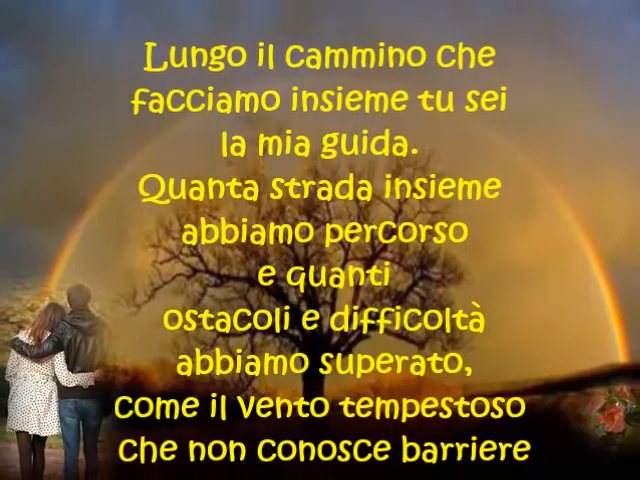 Lungo il cammino che
facciamo insieme tu sei
la mia guida.
Quanta strada insieme
abbiamo percorso
e quanti
ostacoli e difficoltà
abbiamo superato,
come il vento tempestoso
che non conosce barriere